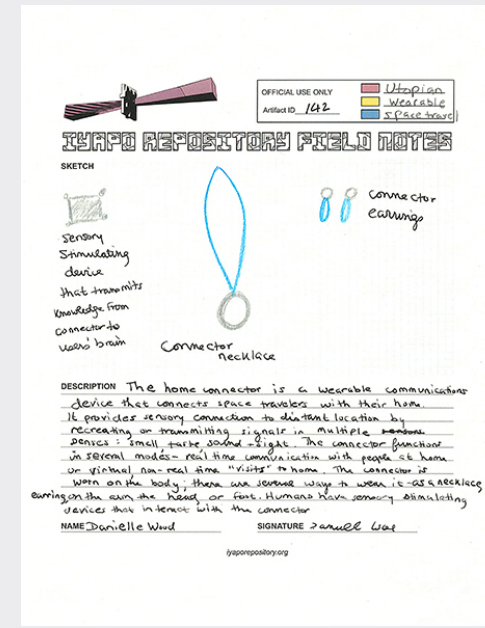 OFFICIAL USE ONLY
Artifact ID 142
Utopian
Wearable
space travel
IYAPO REPOSITORY FIELD NOTES
SKETCH
sensory
Stimulating
device
that transmits
knowledge from
connector to
users' brain
Connector
necklace
connector
earrings
DESCRIPTION The home connector is a wearable communications
device that connects space travelers with their home.
It provides sensory connection to distant location by
recreating or transmitting signals in multiple
senses: smell taste sound + sight. The connector functions
in several modes - real time communication with people at home
or virtual, non-real time "visits" to home. The connector is
worn on the body; there are several ways to wear it - as a necklace,
earring, on the arm, the head, or foot. Humans have sensory stimulating
devices that interact with the connector
NAME Danielle Wood SIGNATURE
iyaporepository.org